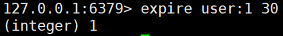 127.0.0.1:6379> expire user:1 30
(integer) 1